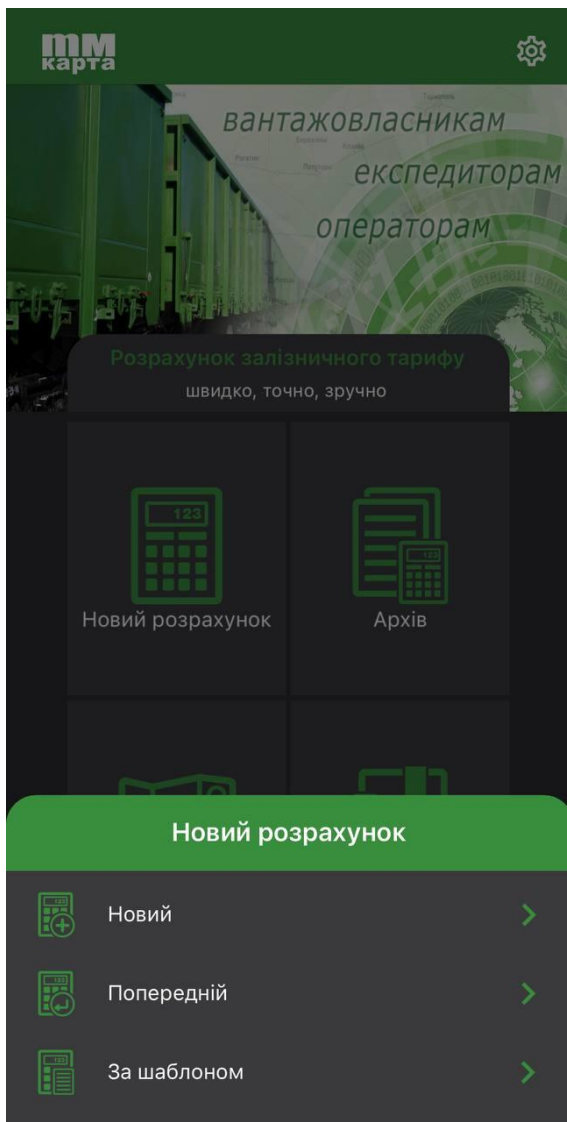 тм
карта
вантажовласникам
експедиторам
операторам
Розрахунок залізничного тарифу
швидко, точно, зручно
123
123
Новий розрахунок
Архів
Новий розрахунок
Новий
Попередній
За шаблоном